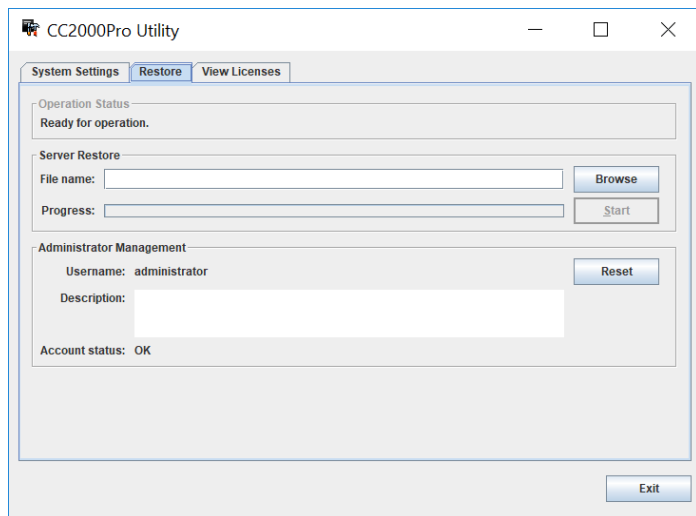 CC2000Pro Utility
System Settings Restore View Licenses
Operation Status
Ready for operation.
Server Restore
File name: Browse
Progress: Start
Administrator Management
Username: administrator Reset
Description:
Account status: OK
Exit